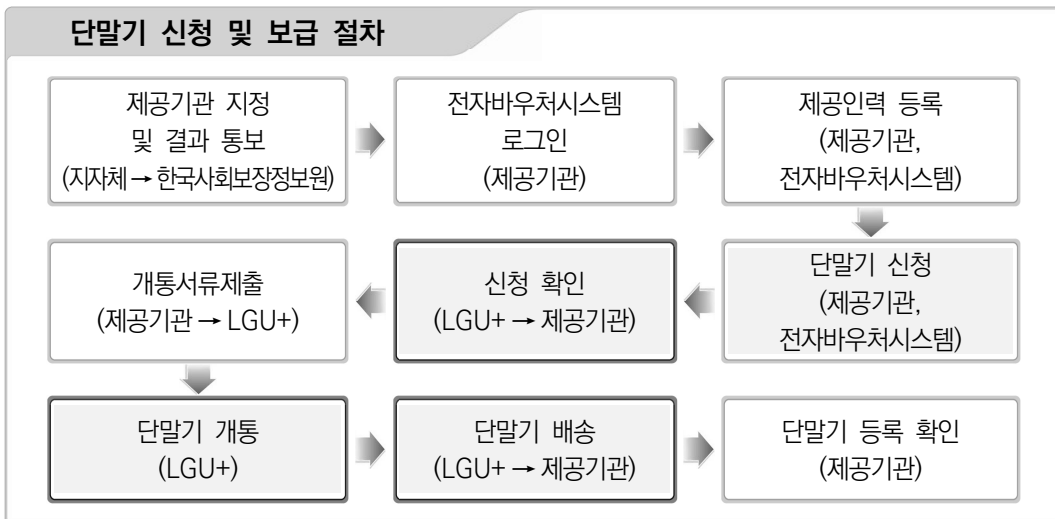 단말기 신청 및 보급 절차
제공기관 지정
및 결과 통보
(지자체 → 한국사회보장정보원)
전자바우처시스템
로그인
(제공기관)
제공인력 등록
(제공기관,
전자바우처시스템)
단말기 신청
(제공기관,
전자바우처시스템)
신청 확인
(LGU+ → 제공기관)
개통서류제출
(제공기관 → LGU+)
단말기 개통
(LGU+)
단말기 배송
(LGU+ → 제공기관)
단말기 등록 확인
(제공기관)